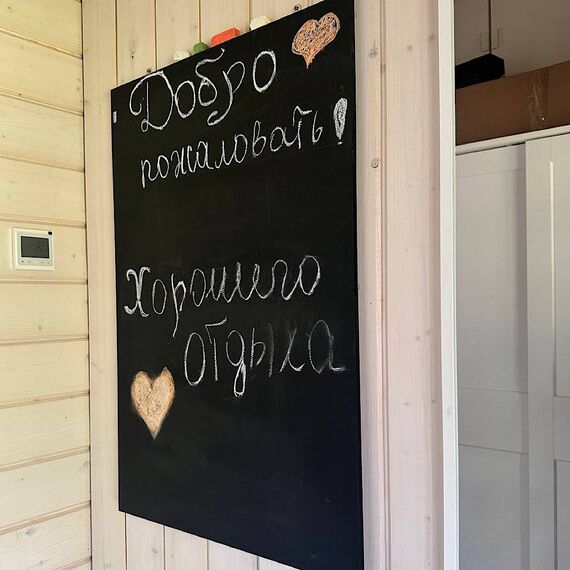 Добро
пожаловать!
Хорошего
отдыха